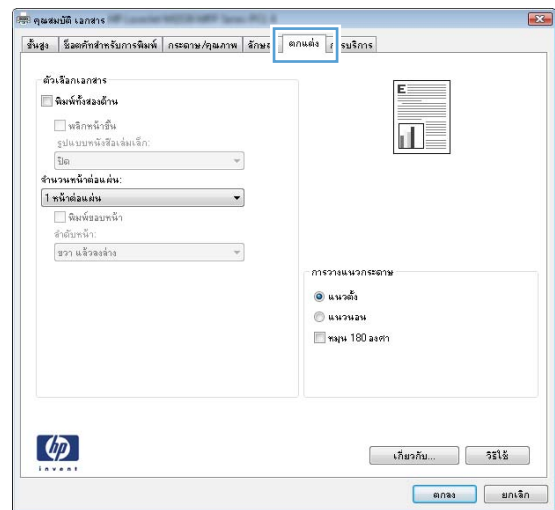 คุณสมบัติ เอกสาร
ขั้นสูง ช็อตคัทสำหรับการพิมพ์ กระดาษ/คุณภาพ ตกแต่ง
ตัวเลือกเอกสาร
พิมพ์ทั้งสองด้าน
พลิกหน้าขึ้น
รูปแบบหนังสือเล่มเล็ก:
ปิด
จำนวนหน้าต่อแผ่น:
1 หน้าต่อแผ่น
พิมพ์ขอบหน้า
ลำดับหน้า:
ขวา แล้วลงล่าง
E
การวางแนวกระดาษ
แนวตั้ง
แนวนอน
หมุน 180 องศา
hp
invent
เกี่ยวกับ... วิธีใช้
ตกลง ยกเลิก